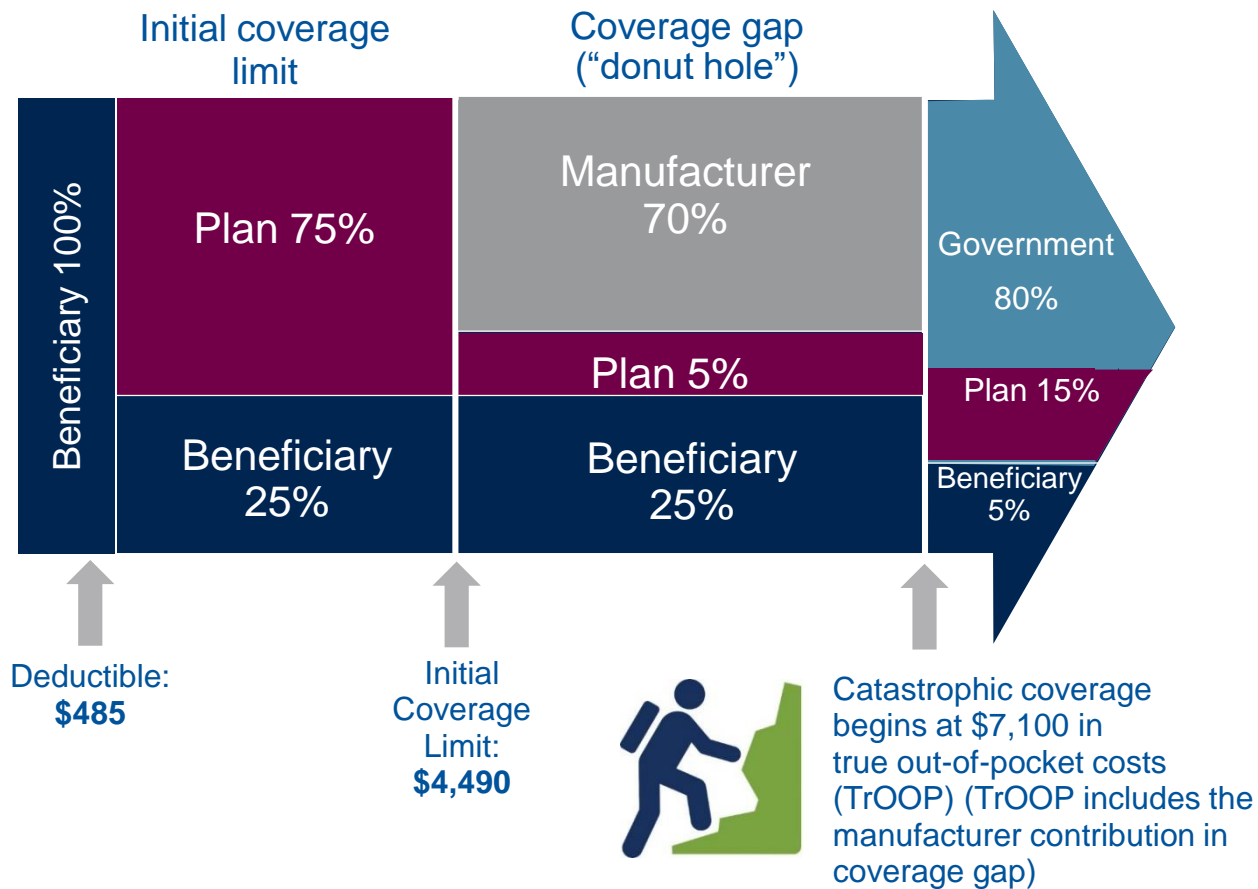 Initial coverage
limit
Coverage gap
(“donut hole”)
Beneficiary 100%
Plan 75%
Beneficiary
25%
Manufacturer
70%
Plan 5%
Beneficiary
25%
Government
80%
Plan 15%
Beneficiary
5%
Deductible:
$485
Initial
Coverage
Limit:
$4,490
Catastrophic coverage
begins at $7,100 in
true out-of-pocket costs
(TrOOP) (TrOOP includes the
manufacturer contribution in
coverage gap)